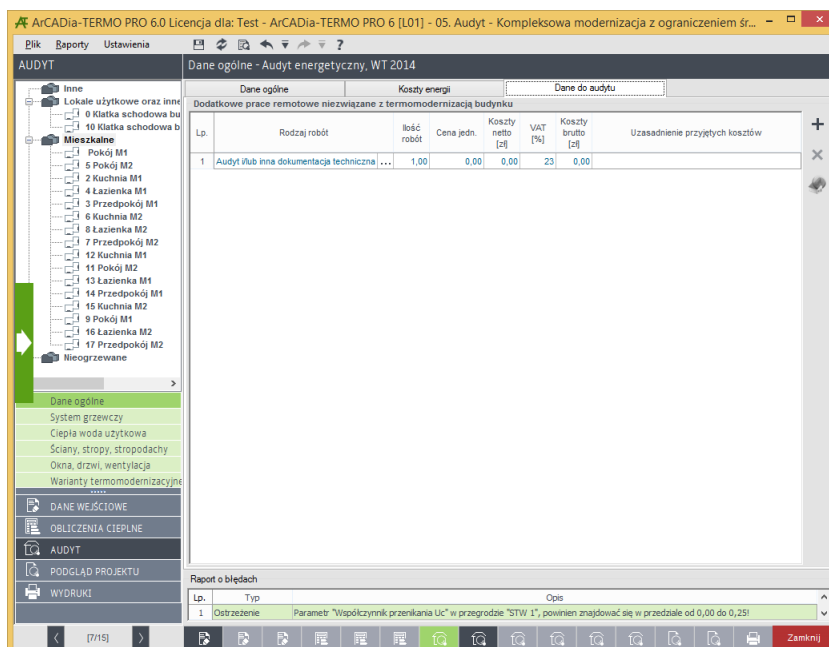 ArCADia-TERMO PRO 6.0 Licencja dla: Test - ArCADia-TERMO PRO 6 [L01] - 05. Audyt - Kompleksowa modernizacja z ograniczeniem śr...
Plik Raporty Ustawienia ?
AUDYT
Dane ogólne - Audyt energetyczny, WT 2014
Inne
Lokale użytkowe oraz inne
0 Klatka schodowa bu
10 Klatka schodowa b
Mieszkalne
Pokój M1
5 Pokój M2
2 Kuchnia M1
4 Łazienka M1
3 Przedpokój M1
6 Kuchnia M2
8 Łazienka M2
7 Przedpokój M2
12 Kuchnia M1
11 Pokój M2
13 Łazienka M1
14 Przedpokój M1
15 Kuchnia M2
9 Pokój M1
16 Łazienka M2
17 Przedpokój M2
Nieogrzewane
Dane ogólne
System grzewczy
Ciepła woda użytkowa
Ściany, stropy, stropodachy
Okna, drzwi, wentylacja
Warianty termomodernizacyjne
DANE WEJŚCIOWE
OBLICZENIA CIEPLNE
AUDYT
PODGLĄD PROJEKTU
WYDRUKI
[7/15]
Dane ogólne Koszty energii Dane do audytu
Dodatkowe prace remotowe niezwiązane z termomodernizacją budynku
Lp. Rodzaj robót Ilość robót Cena jedn. Koszty netto [zł] VAT [%] Koszty brutto [zł] Uzasadnienie przyjętych kosztów
1 Audyt i/lub inna dokumentacja techniczna ... 1,00 0,00 0,00 23 0,00
Raport o błędach
Lp. Typ Opis
1 Ostrzeżenie Parametr "Współczynnik przenikania Uc" w przegrodzie "STW 1", powinien znajdować się w przedziale od 0,00 do 0,25!
Zamknij